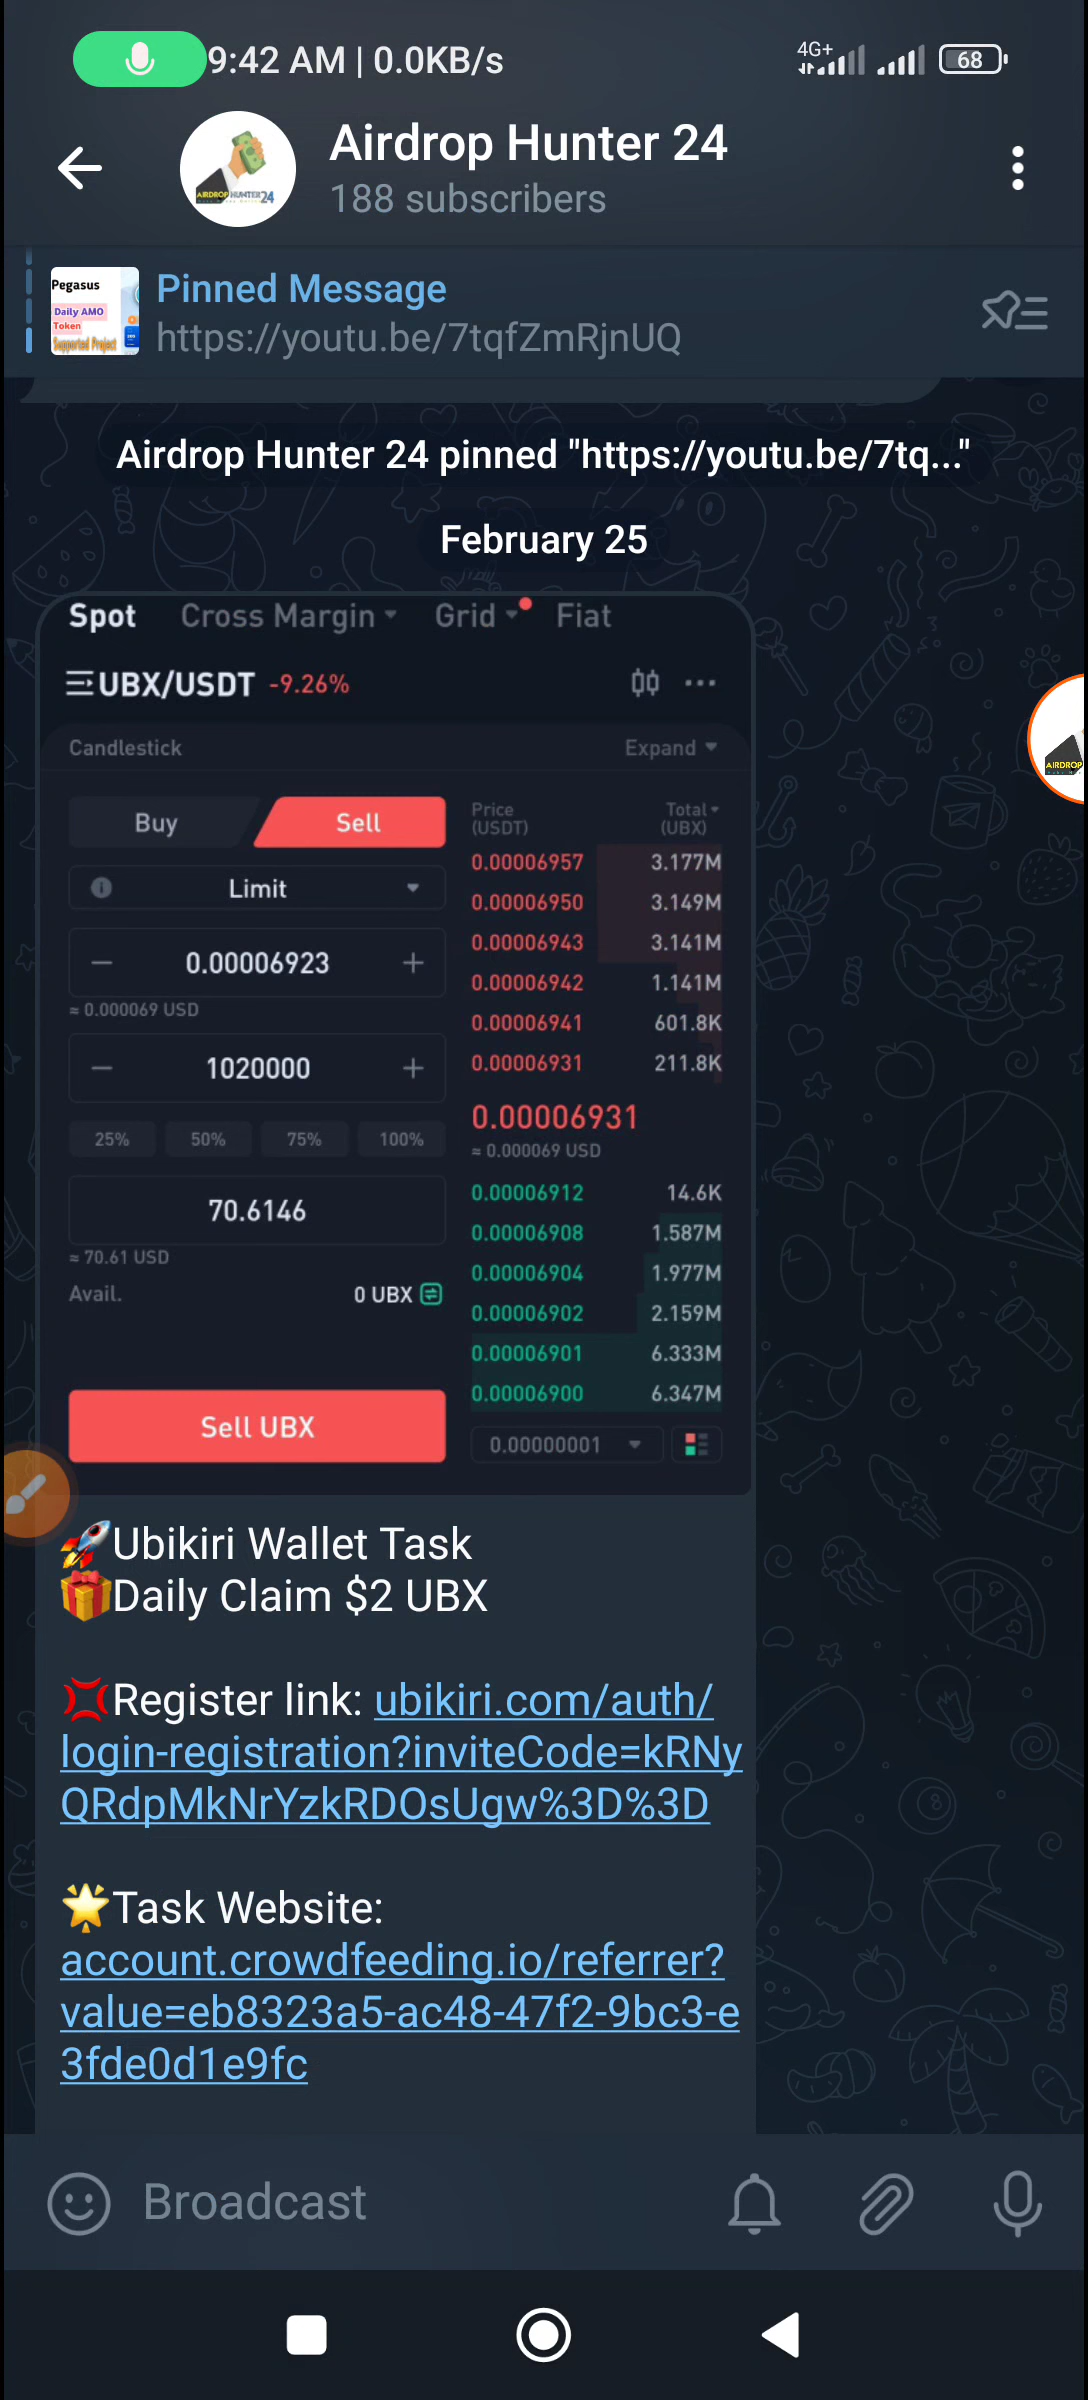 9:42 AM | 0.0KB/s
4G+
68
Airdrop Hunter 24
188 subscribers
AIRDROP HUNTER24
Pegasus
Daily AMO
Token
Supported Project
Pinned Message
https://youtu.be/7tqfZmRjnUQ
Airdrop Hunter 24 pinned "https://youtu.be/7tq..."
February 25
Spot Cross Margin Grid Fiat
UBX/USDT -9.26%
Candlestick Expand
Buy Sell
Limit
0.00006923
≈ 0.000069 USD
1020000
25% 50% 75% 100%
70.6146
≈ 70.61 USD
Avail. 0 UBX
Sell UBX
Price Total
(USDT) (UBX)
0.00006957 3.177M
0.00006950 3.149M
0.00006943 3.141M
0.00006942 1.141M
0.00006941 601.8K
0.00006931 211.8K
0.00006931
≈ 0.000069 USD
0.00006912 14.6K
0.00006908 1.587M
0.00006904 1.977M
0.00006902 2.159M
0.00006901 6.333M
0.00006900 6.347M
0.00000001
AIRDROP
🚀Ubikiri Wallet Task
🎁Daily Claim $2 UBX
💢Register link: ubikiri.com/auth/
login-registration?inviteCode=kRNy
QRdpMkNrYzkRDOsUgw%3D%3D
🌟Task Website:
account.crowdfeeding.io/referrer?
value=eb8323a5-ac48-47f2-9bc3-e
3fde0d1e9fc
Broadcast